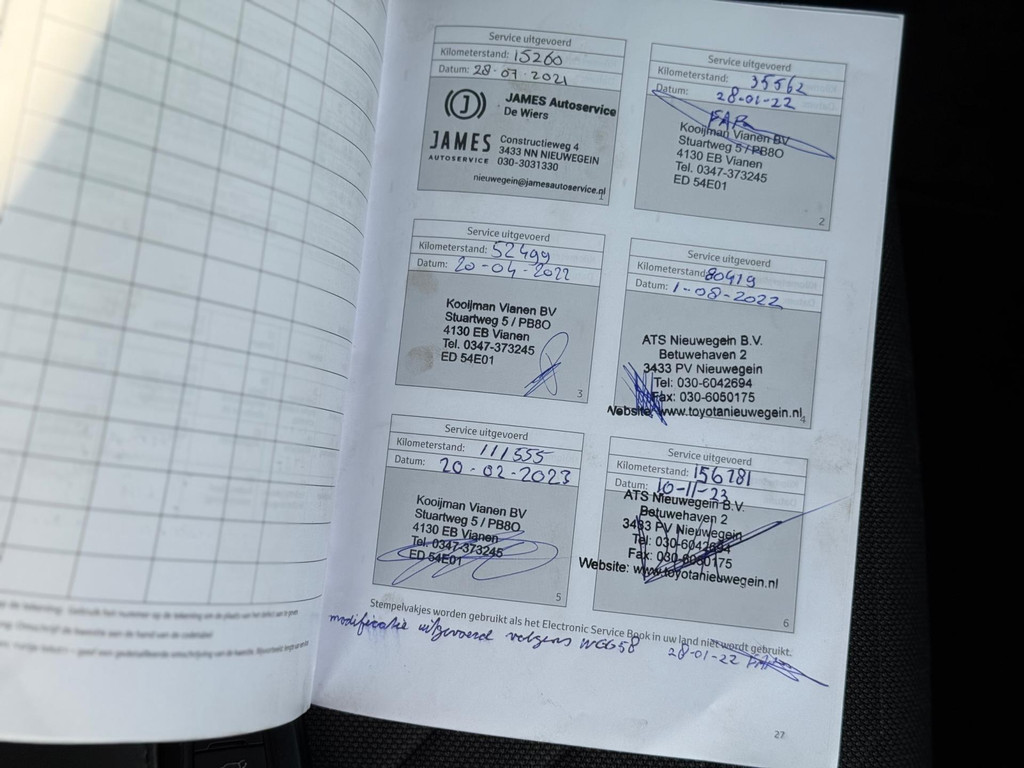 Service uitgevoerd
Kilometerstand: 15260
Datum: 28-07-2021
J JAMES Autoservice
De Wiers
JAMES
AUTOSERVICE
Constructieweg 4
3433 NN NIEUWEGEIN
030-3031330
nieuwegein@jamesautoservice.nl
1
Service uitgevoerd
Kilometerstand: 35562
Datum: 28-01-22
Kooijman Vianen BV
Stuartweg 5 / PB8O
4130 EB Vianen
Tel. 0347-373245
ED 54E01
2
Service uitgevoerd
Kilometerstand: 52499
Datum: 20-04-2022
Kooijman Vianen BV
Stuartweg 5 / PB8O
4130 EB Vianen
Tel. 0347-373245
ED 54E01
3
Service uitgevoerd
Kilometerstand: 80419
Datum: 1-08-2022
ATS Nieuwegein B.V.
Betuwehaven 2
3433 PV Nieuwegein
Tel: 030-6042694
Fax: 030-6050175
Website: www.toyotanieuwegein.nl
4
Service uitgevoerd
Kilometerstand: 111555
Datum: 20-02-2023
Kooijman Vianen BV
Stuartweg 5 / PB8O
4130 EB Vianen
Tel. 0347-373245
ED 54E01
5
Service uitgevoerd
Kilometerstand: 156781
Datum: 10-11-23
ATS Nieuwegein B.V.
Betuwehaven 2
3433 PV Nieuwegein
Tel: 030-6042694
Fax: 030-6050175
Website: www.toyotanieuwegein.nl
6
Stempelvakjes worden gebruikt als het Electronic Service Book in uw land niet wordt gebruikt.
modificatie uitgevoerd volgens WGG58 28-01-22
27